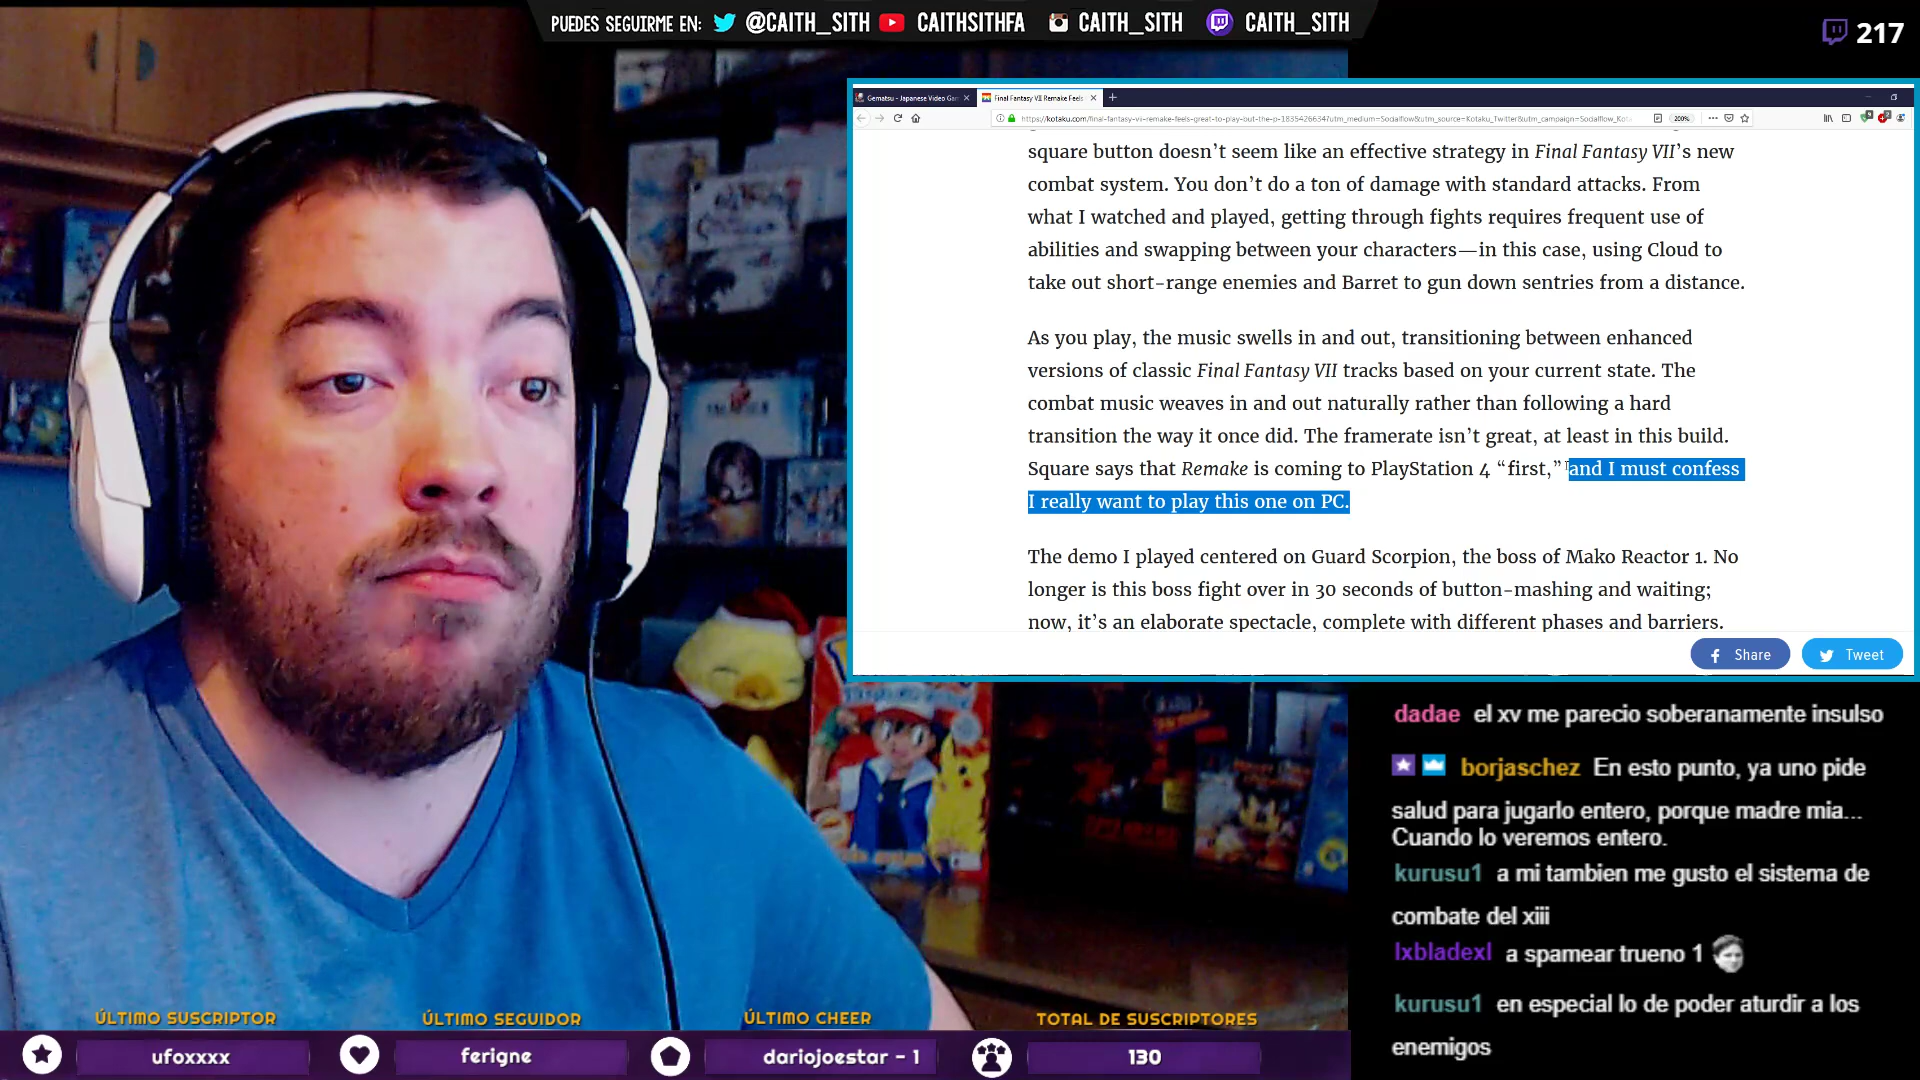 PUEDES SEGUIRME EN: @CAITH_SITH CAITHSITHFA CAITH_SITH CAITH_SITH
217
Gematsu - Japanese Video Gam
Final Fantasy VII Remake Feels
200%
square button doesn’t seem like an effective strategy in Final Fantasy VII’s new
combat system. You don’t do a ton of damage with standard attacks. From
what I watched and played, getting through fights requires frequent use of
abilities and swapping between your characters—in this case, using Cloud to
take out short-range enemies and Barret to gun down sentries from a distance.
As you play, the music swells in and out, transitioning between enhanced
versions of classic Final Fantasy VII tracks based on your current state. The
combat music weaves in and out naturally rather than following a hard
transition the way it once did. The framerate isn’t great, at least in this build.
Square says that Remake is coming to PlayStation 4 “first,” and I must confess
I really want to play this one on PC.
The demo I played centered on Guard Scorpion, the boss of Mako Reactor 1. No
longer is this boss fight over in 30 seconds of button-mashing and waiting;
now, it’s an elaborate spectacle, complete with different phases and barriers.
Share
Tweet
dadae el xv me parecio soberanamente insulso
borjaschez En esto punto, ya uno pide
salud para jugarlo entero, porque madre mia...
Cuando lo veremos entero.
kurusu1 a mi tambien me gusto el sistema de
combate del xiii
lxbladexl a spamear trueno 1
kurusu1 en especial lo de poder aturdir a los
enemigos
ÚLTIMO SUSCRIPTOR
ufoxxxx
ÚLTIMO SEGUIDOR
ferigne
ÚLTIMO CHEER
dariojoestar - 1
TOTAL DE SUSCRIPTORES
130